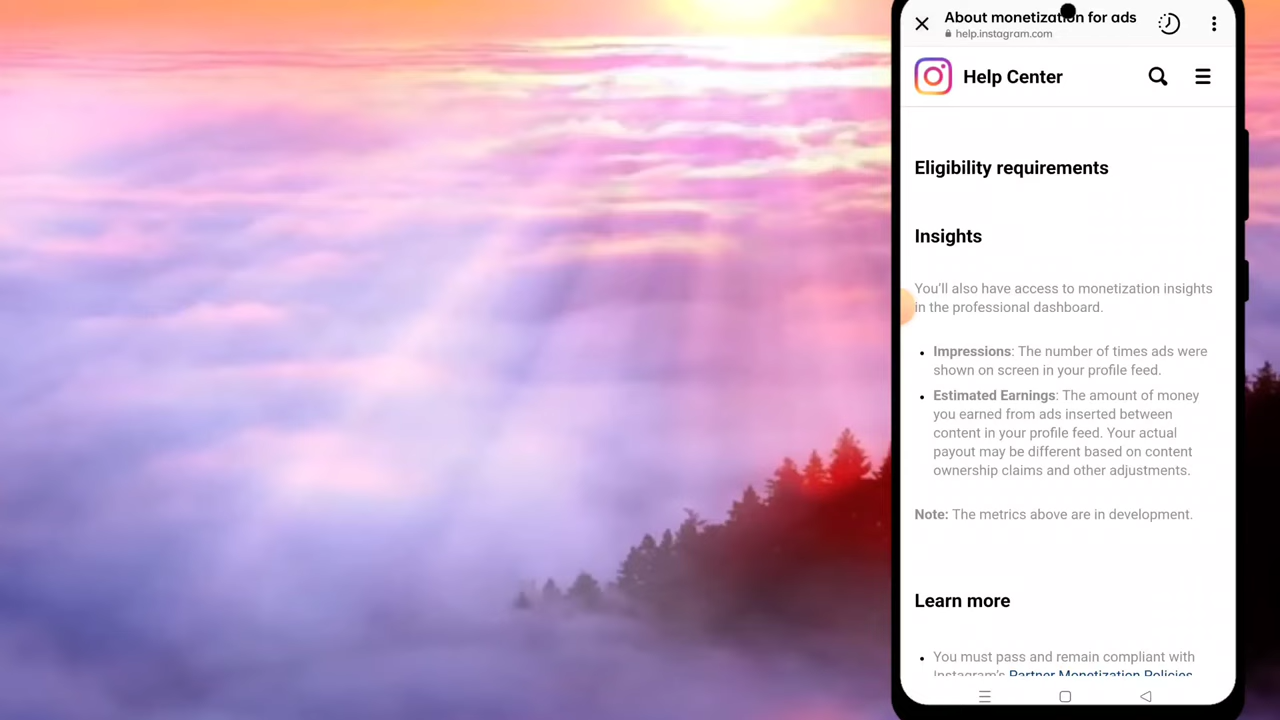 About monetization for ads
help.instagram.com
Help Center
Eligibility requirements
Insights
You'll also have access to monetization insights
in the professional dashboard.
• Impressions: The number of times ads were
shown on screen in your profile feed.
• Estimated Earnings: The amount of money
you earned from ads inserted between
content in your profile feed. Your actual
payout may be different based on content
ownership claims and other adjustments.
Note: The metrics above are in development.
Learn more
• You must pass and remain compliant with
Instagram's Partner Monetization Policies